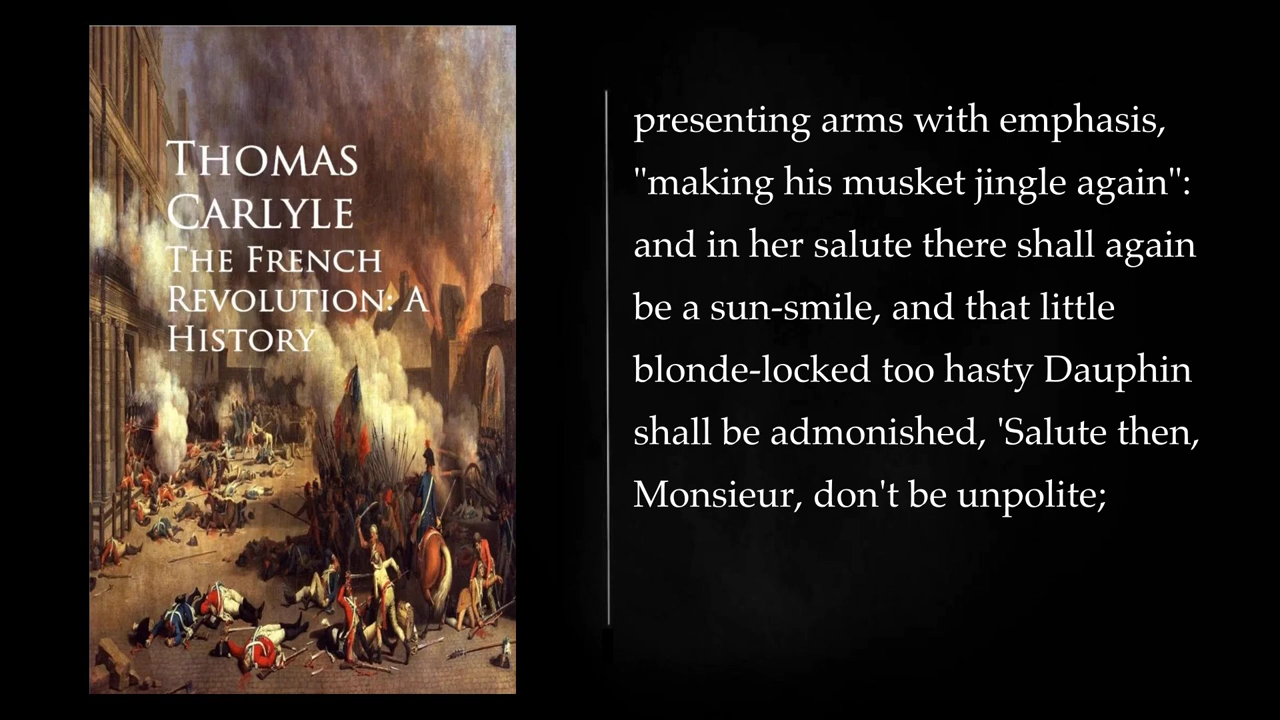 THOMAS
CARLYLE
THE FRENCH
REVOLUTION: A
HISTORY
presenting arms with emphasis,
"making his musket jingle again":
and in her salute there shall again
be a sun-smile, and that little
blonde-locked too hasty Dauphin
shall be admonished, 'Salute then,
Monsieur, don't be unpolite;